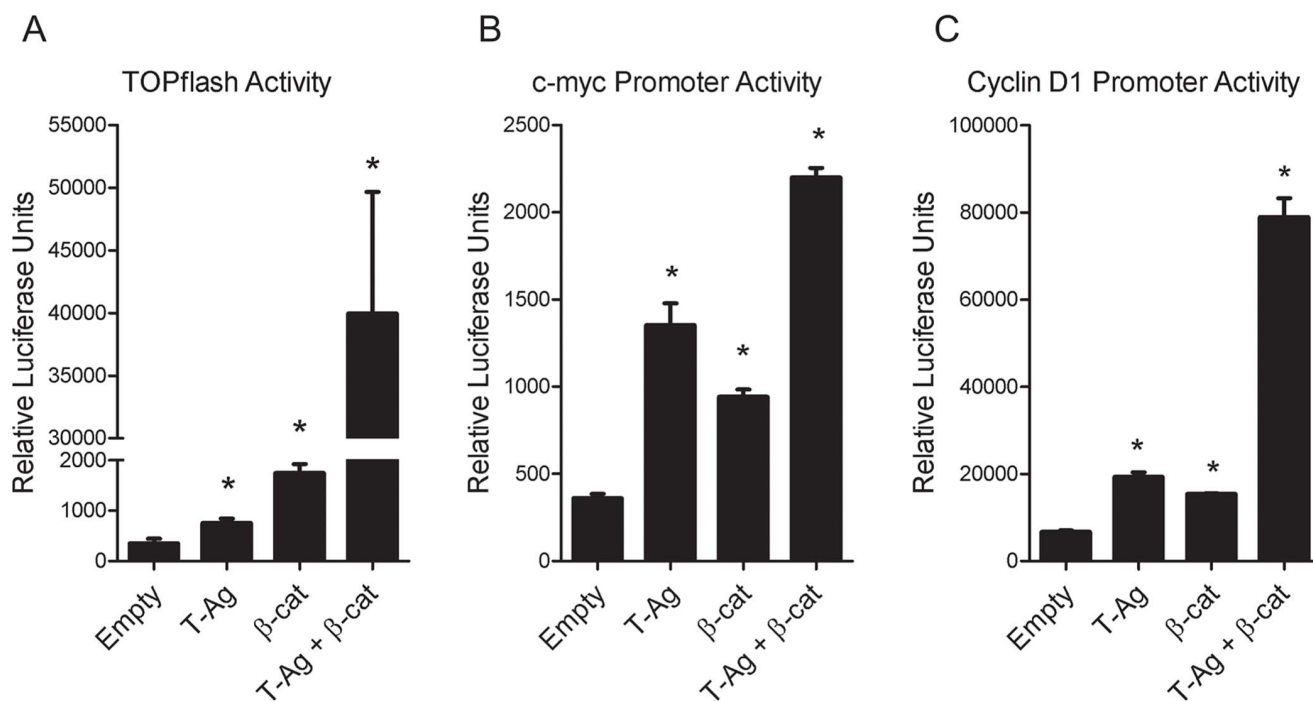 A
TOPflash Activity
Relative Luciferase Units
55000
50000
45000
40000
35000
30000
2000
1000
0
*
*
*
Empty
T-Ag
β-cat
T-Ag + β-cat
B
c-myc Promoter Activity
Relative Luciferase Units
2500
2000
1500
1000
500
0
*
*
*
Empty
T-Ag
β-cat
T-Ag + β-cat
C
Cyclin D1 Promoter Activity
Relative Luciferase Units
100000
80000
60000
40000
20000
0
*
*
*
Empty
T-Ag
β-cat
T-Ag + β-cat